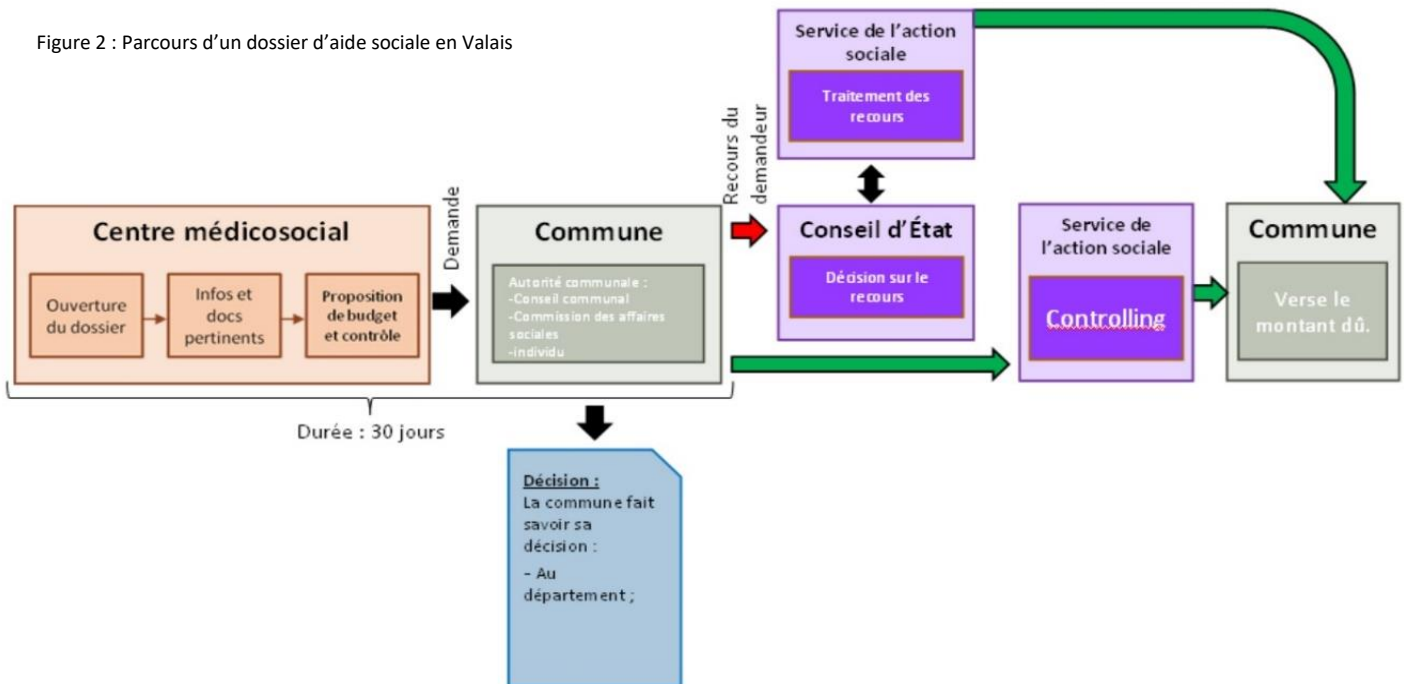 Figure 2 : Parcours d’un dossier d’aide sociale en Valais
Centre médicosocial
Ouverture
du dossier
Infos et
docs
pertinents
Proposition
de budget
et contrôle
Demande
Commune
Autorité communale :
-Conseil communal
-Commission des affaires
sociales
-individu
Durée : 30 jours
Décision :
La commune fait
savoir sa
décision :
- Au
département ;
Recours du
demandeur
Service de l’action
sociale
Traitement des
recours
Conseil d’État
Décision sur le
recours
Service de
l’action sociale
Controlling
Commune
Verse le
montant dû.